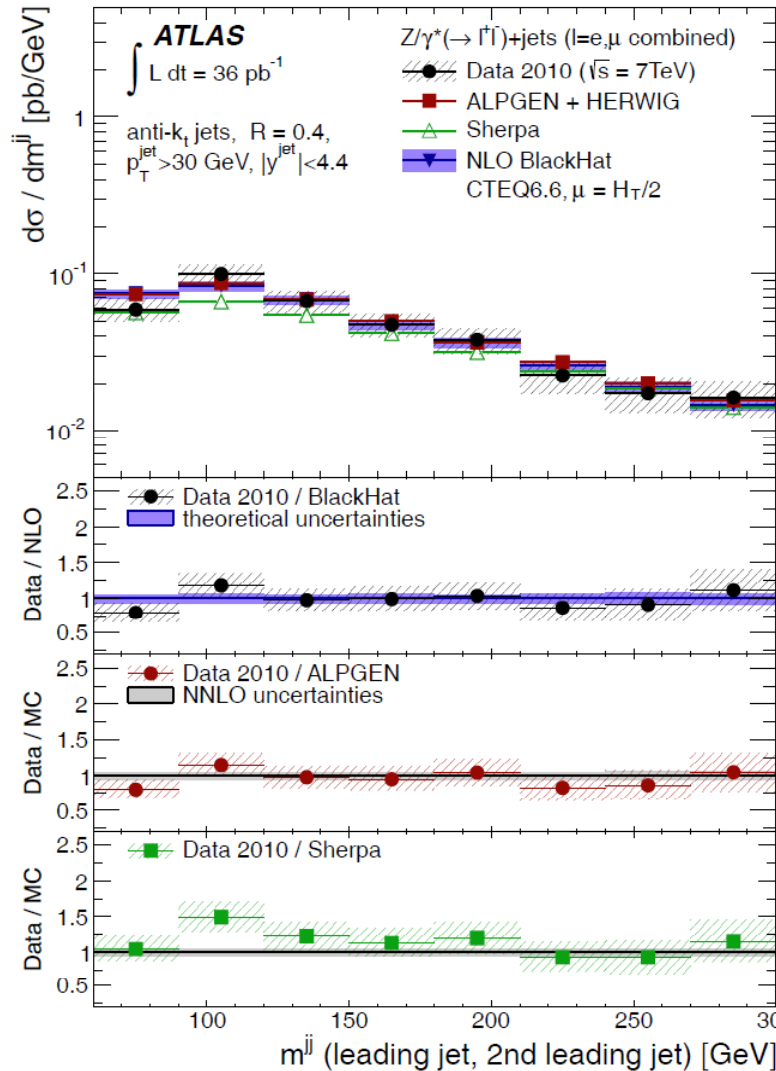 ATLAS
∫ L dt = 36 pb⁻¹
anti-kₜ jets, R = 0.4,
p_T^jet >30 GeV, |y^jet|<4.4
Z/γ*(→ l⁺l⁻)+jets (l=e,μ combined)
Data 2010 (√s = 7TeV)
ALPGEN + HERWIG
Sherpa
NLO BlackHat
CTEQ6.6, μ = H_T/2
dσ / dm^jj [pb/GeV]
1
10⁻¹
10⁻²
Data / NLO
2.5
2
1.5
1
0.5
Data 2010 / BlackHat
theoretical uncertainties
Data / MC
2.5
2
1.5
1
0.5
Data 2010 / ALPGEN
NNLO uncertainties
Data / MC
2.5
2
1.5
1
0.5
Data 2010 / Sherpa
100 150 200 250 30
m^jj (leading jet, 2nd leading jet) [GeV]